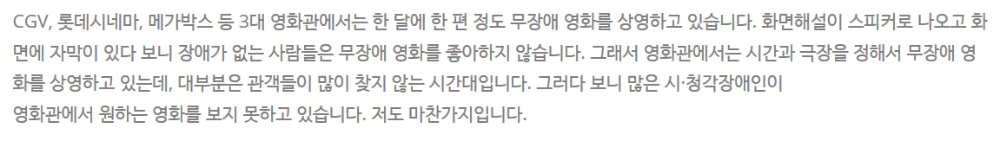 CGV, 롯데시네마, 메가박스 등 3대 영화관에서는 한 달에 한 편 정도 무장애 영화를 상영하고 있습니다. 화면해설이 스피커로 나오고 화
면에 자막이 있다 보니 장애가 없는 사람들은 무장애 영화를 좋아하지 않습니다. 그래서 영화관에서는 시간과 극장을 정해서 무장애 영
화를 상영하고 있는데, 대부분은 관객들이 많이 찾지 않는 시간대입니다. 그러다 보니 많은 시·청각장애인이
영화관에서 원하는 영화를 보지 못하고 있습니다. 저도 마찬가지입니다.